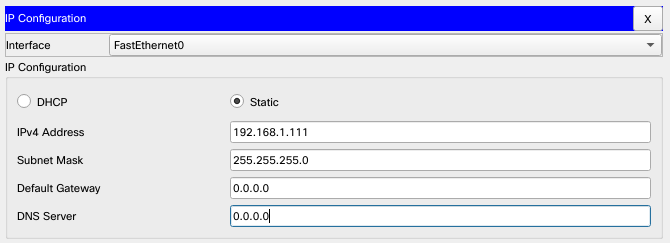 IP Configuration X
Interface FastEthernet0
IP Configuration
DHCP Static
IPv4 Address 192.168.1.111
Subnet Mask 255.255.255.0
Default Gateway 0.0.0.0
DNS Server 0.0.0.0